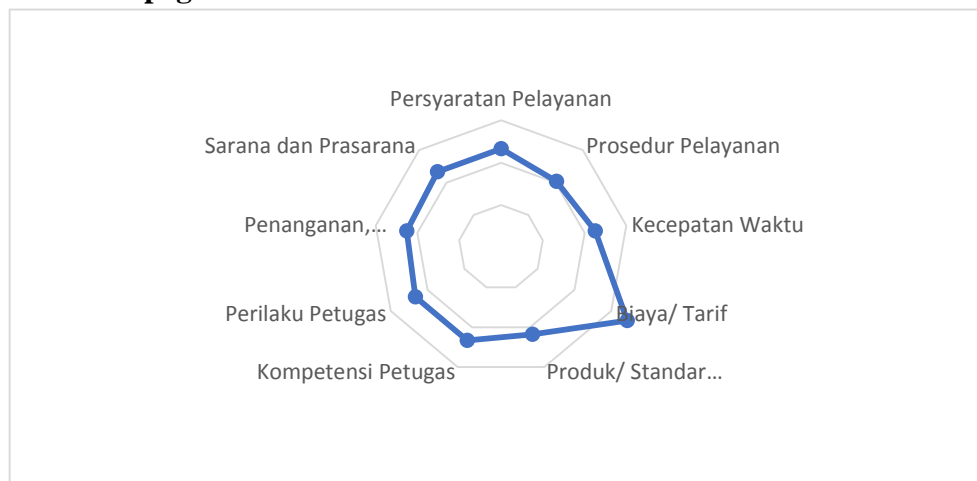 Persyaratan Pelayanan
Prosedur Pelayanan
Kecepatan Waktu
Biaya/ Tarif
Produk/ Standar...
Kompetensi Petugas
Perilaku Petugas
Penanganan,...
Sarana dan Prasarana